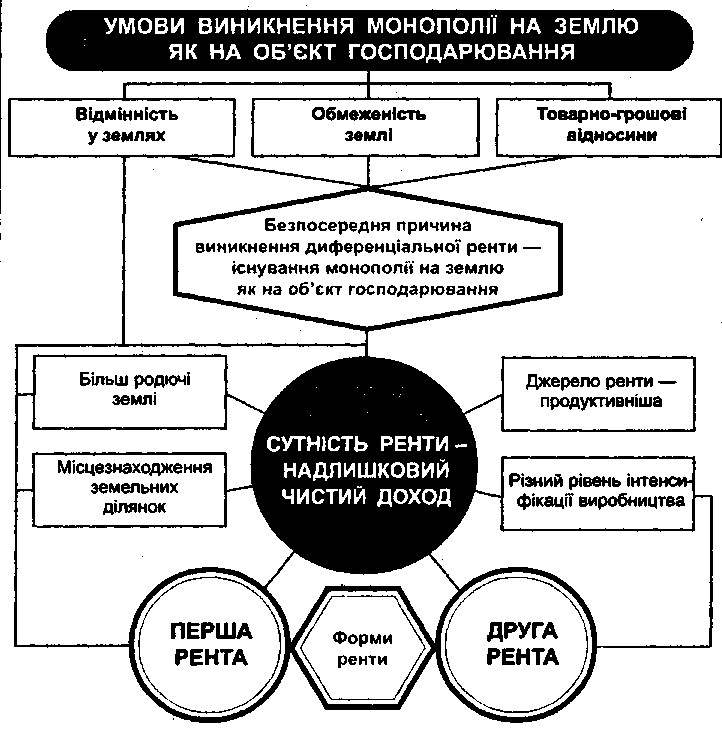 УМОВИ ВИНИКНЕННЯ МОНОПОЛІЇ НА ЗЕМЛЮ
ЯК НА ОБ'ЄКТ ГОСПОДАРЮВАННЯ
Відмінність
у землях
Обмеженість
землі
Товарно-грошові
відносини
Безпосередня причина
виникнення диференціальної ренти —
існування монополії на землю
як на об'єкт господарювання
Більш родючі
землі
Джерело ренти —
продуктивніша
СУТНІСТЬ РЕНТИ –
НАДЛИШКОВИЙ
ЧИСТИЙ ДОХОД
Місцезнаходження
земельних
ділянок
Різний рівень інтенси-
фікації виробництва
ПЕРША
РЕНТА
Форми
ренти
ДРУГА
РЕНТА